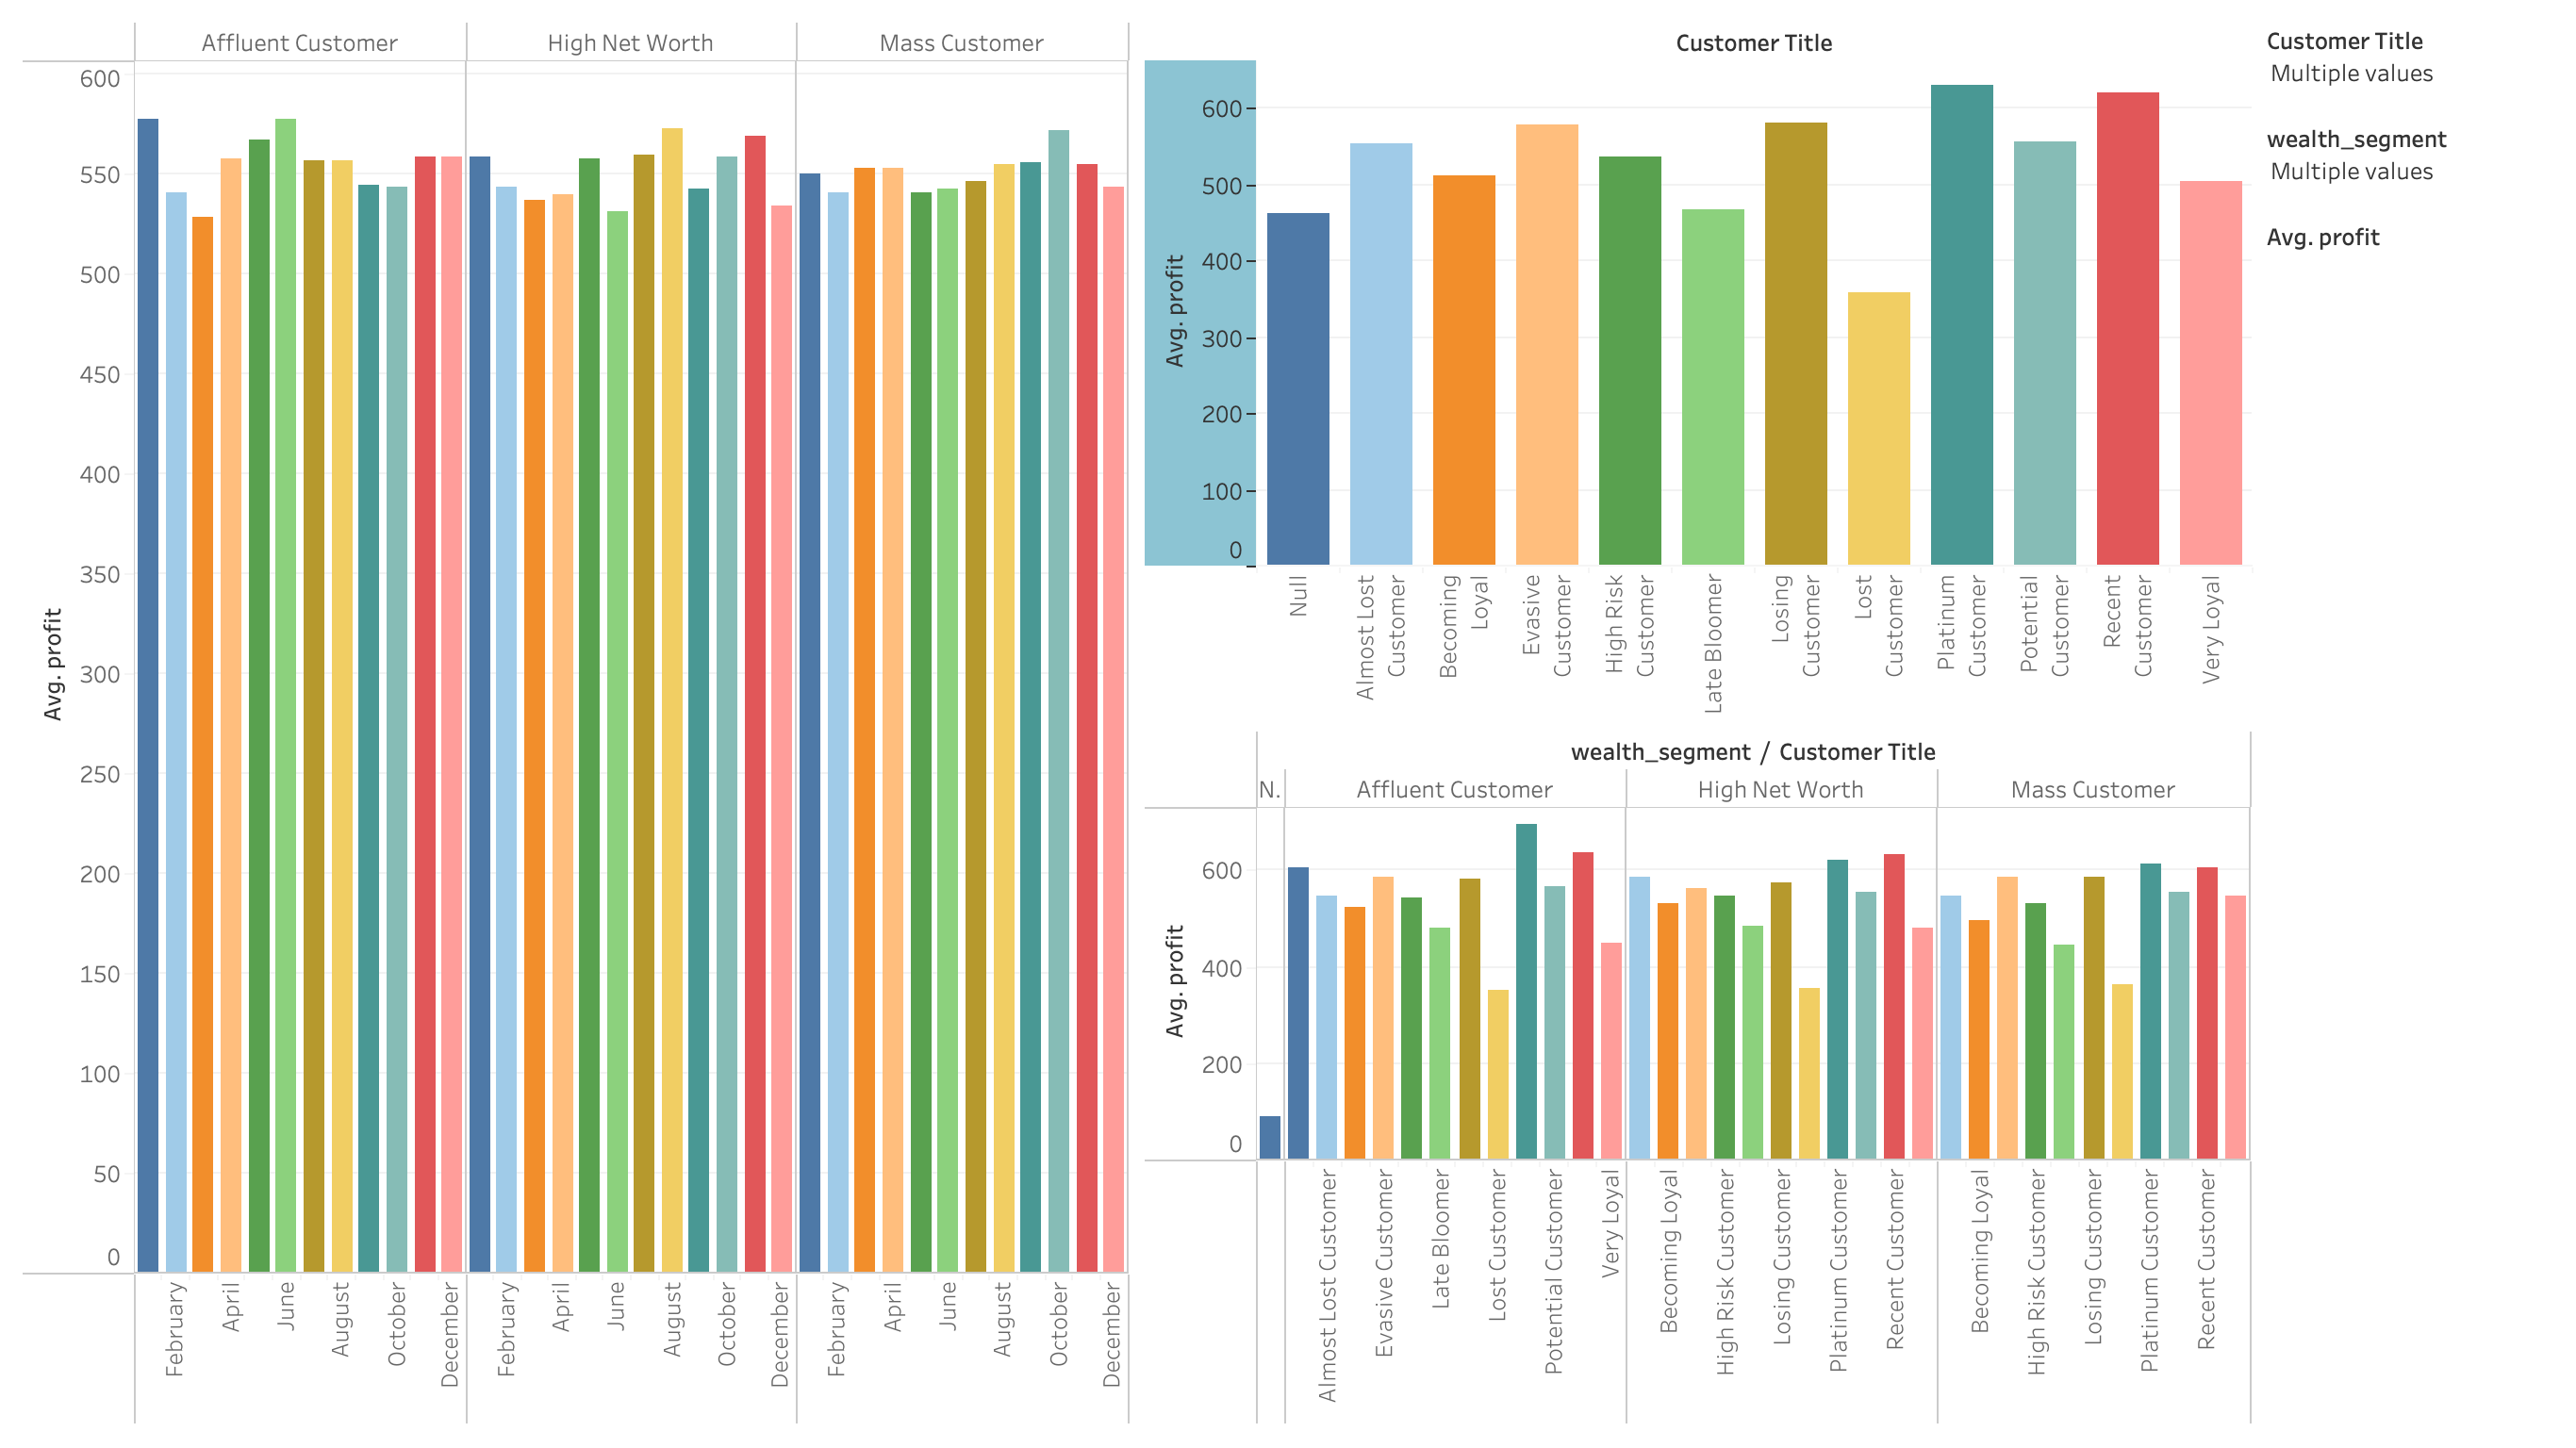 Affluent Customer
High Net Worth
Mass Customer
600
550
500
450
400
350
300
250
200
150
100
50
0
Avg. profit
February
April
June
August
October
December
February
April
June
August
October
December
February
April
June
August
October
December
Customer Title
600
500
400
300
200
100
0
Avg. profit
Null
Almost Lost
Customer
Becoming
Loyal
Evasive
Customer
High Risk
Customer
Late Bloomer
Losing
Customer
Lost
Customer
Platinum
Customer
Potential
Customer
Recent
Customer
Very Loyal
wealth_segment / Customer Title
N.
Affluent Customer
High Net Worth
Mass Customer
600
400
200
0
Avg. profit
Almost Lost Customer
Evasive Customer
Late Bloomer
Lost Customer
Potential Customer
Very Loyal
Becoming Loyal
High Risk Customer
Losing Customer
Platinum Customer
Recent Customer
Becoming Loyal
High Risk Customer
Losing Customer
Platinum Customer
Recent Customer
Customer Title
Multiple values
wealth_segment
Multiple values
Avg. profit